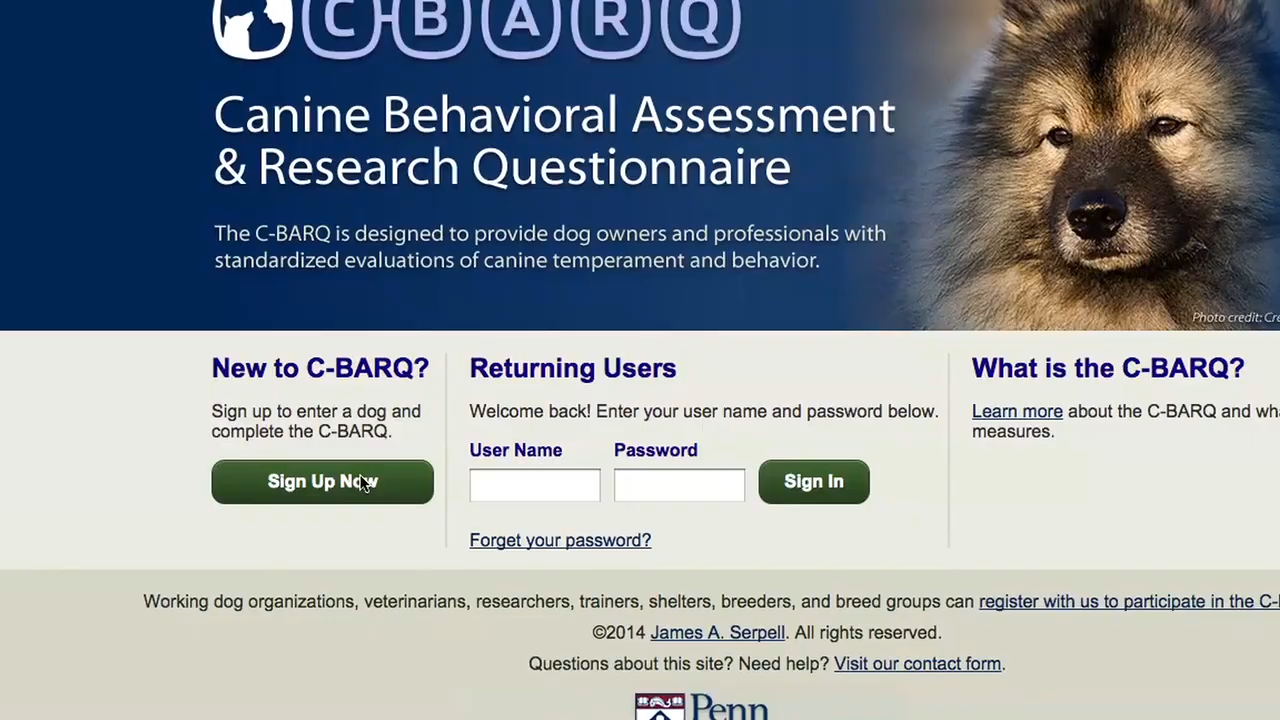 C-BARQ
Canine Behavioral Assessment
& Research Questionnaire
The C-BARQ is designed to provide dog owners and professionals with
standardized evaluations of canine temperament and behavior.
Photo credit:
New to C-BARQ?
Sign up to enter a dog and
complete the C-BARQ.
Sign Up Now
Returning Users
Welcome back! Enter your user name and password below.
User Name Password
Sign In
Forget your password?
What is the C-BARQ?
Learn more about the C-BARQ and
measures.
Working dog organizations, veterinarians, researchers, trainers, shelters, breeders, and breed groups can register with us to participate in the
©2014 James A. Serpell. All rights reserved.
Questions about this site? Need help? Visit our contact form.
Penn